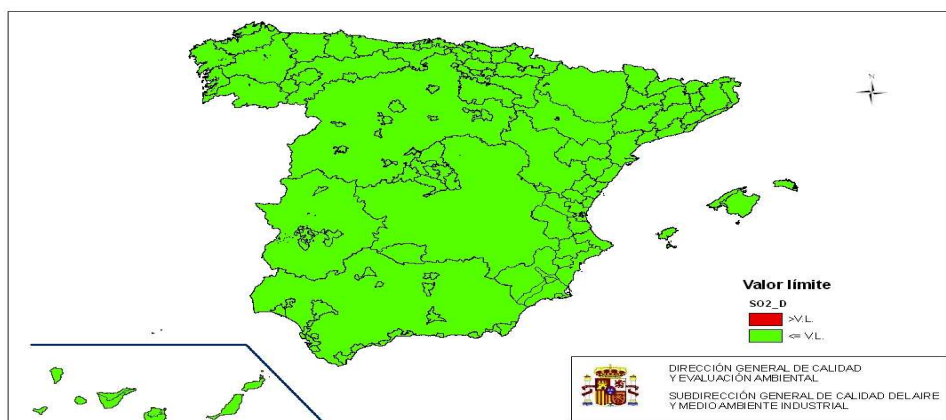 N
Valor límite
SO2_D
>V.L.
<= V.L.
DIRECCIÓN GENERAL DE CALIDAD
Y EVALUACIÓN AMBIENTAL
SUBDIRECCIÓN GENERAL DE CALIDAD DEL AIRE
Y MEDIO AMBIENTE INDUSTRIAL